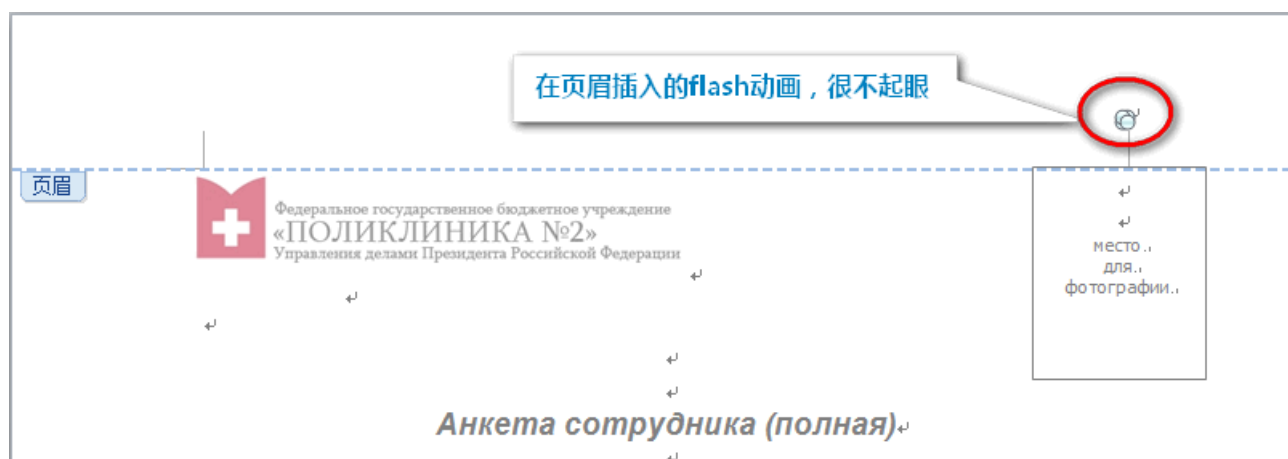 在页眉插入的flash动画，很不起眼
页眉
Федеральное государственное бюджетное учреждение
«ПОЛИКЛИНИКА №2»
Управления делами Президента Российской Федерации
место
для
фотографии
Анкета сотрудника (полная)